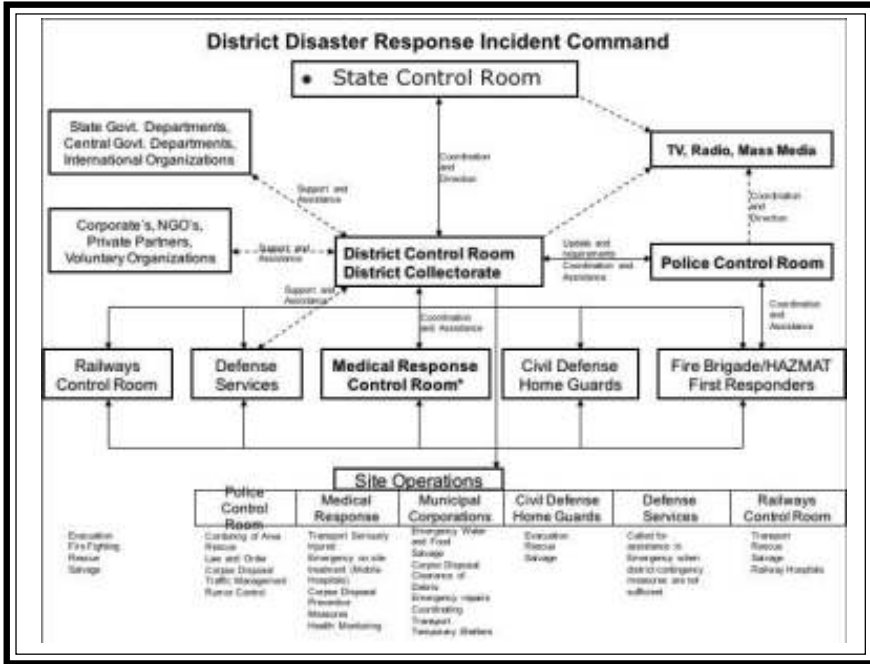 District Disaster Response Incident Command
• State Control Room
State Govt. Departments,
Central Govt. Departments,
International Organizations
TV, Radio, Mass Media
Coordination
and
Direction
Support and
Assistance
Coordination
and
Direction
Corporate's, NGO's,
Private Partners,
Voluntary Organizations
Support and
Assistance
District Control Room
District Collectorate
Update and
requirements
Coordination and
Assistance
Police Control Room
Support and
Assistance
Coordination
and Assistance
Coordination
and
Assistance
Railways
Control Room
Defense
Services
Medical Response
Control Room*
Civil Defense
Home Guards
Fire Brigade/HAZMAT
First Responders
Site Operations
Police
Control
Room
Medical
Response
Municipal
Corporations
Civil Defense
Home Guards
Defense
Services
Railways
Control Room
Evacuation
Fire Fighting
Rescue
Salvage
Cordoning of Area
Rescue
Law and Order
Corpse Disposal
Traffic Management
Rumor Control
Transport Seriously
Injured
Emergency on site
treatment (Mobile
Hospitals)
Corpse Disposal
Preventive
Measures
Health Monitoring
Emergency Water
and Food
Salvage
Corpse Disposal
Clearance of
Debris
Emergency repairs
Coordinating
Transport
Temporary Shelters
Evacuation
Rescue
Salvage
Called for
assistance in
Emergency when
district contingency
measures are not
sufficient
Transport
Rescue
Salvage
Railway Hospitals